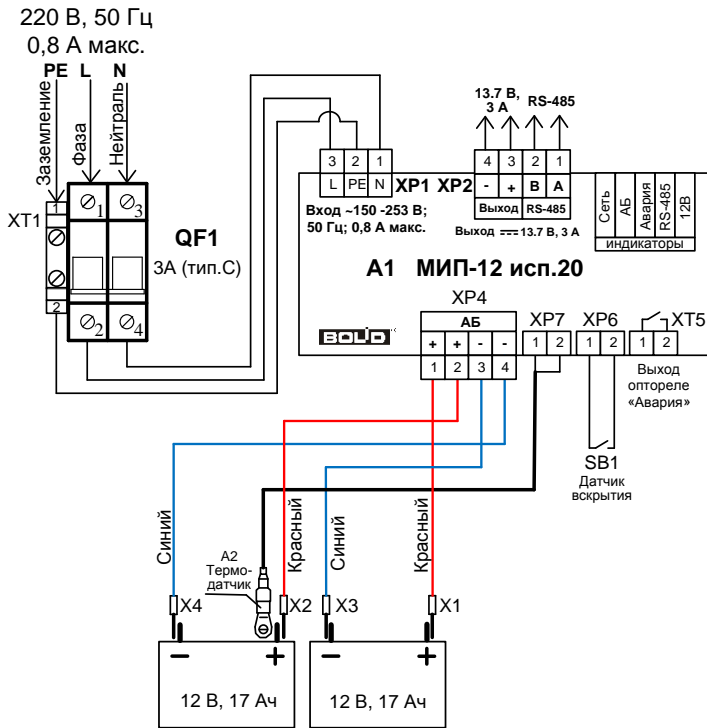 220 В, 50 Гц
0,8 А макс.
PE L N
Заземление
Фаза
Нейтраль
XT1
1
2
1
3
2
4
QF1
3А (тип.С)
3 2 1
L PE N
XP1
Вход ~150 -253 В;
50 Гц; 0,8 А макс.
13.7 В,
3 А
RS-485
XP2
4 3 2 1
- + B A
Выход RS-485
Выход 13.7 В, 3 А
Сеть
АБ
Авария
RS-485
12В
индикаторы
А1 МИП-12 исп.20
BOLID
XP4
АБ
+ + - -
1 2 3 4
XP7
1 2
XP6
1 2
XT5
1 2
Выход
оптореле
«Авария»
SB1
Датчик
вскрытия
Синий
Красный
Синий
Красный
А2
Термо-
датчик
X4
X2
X3
X1
− +
12 В, 17 Ач
− +
12 В, 17 Ач